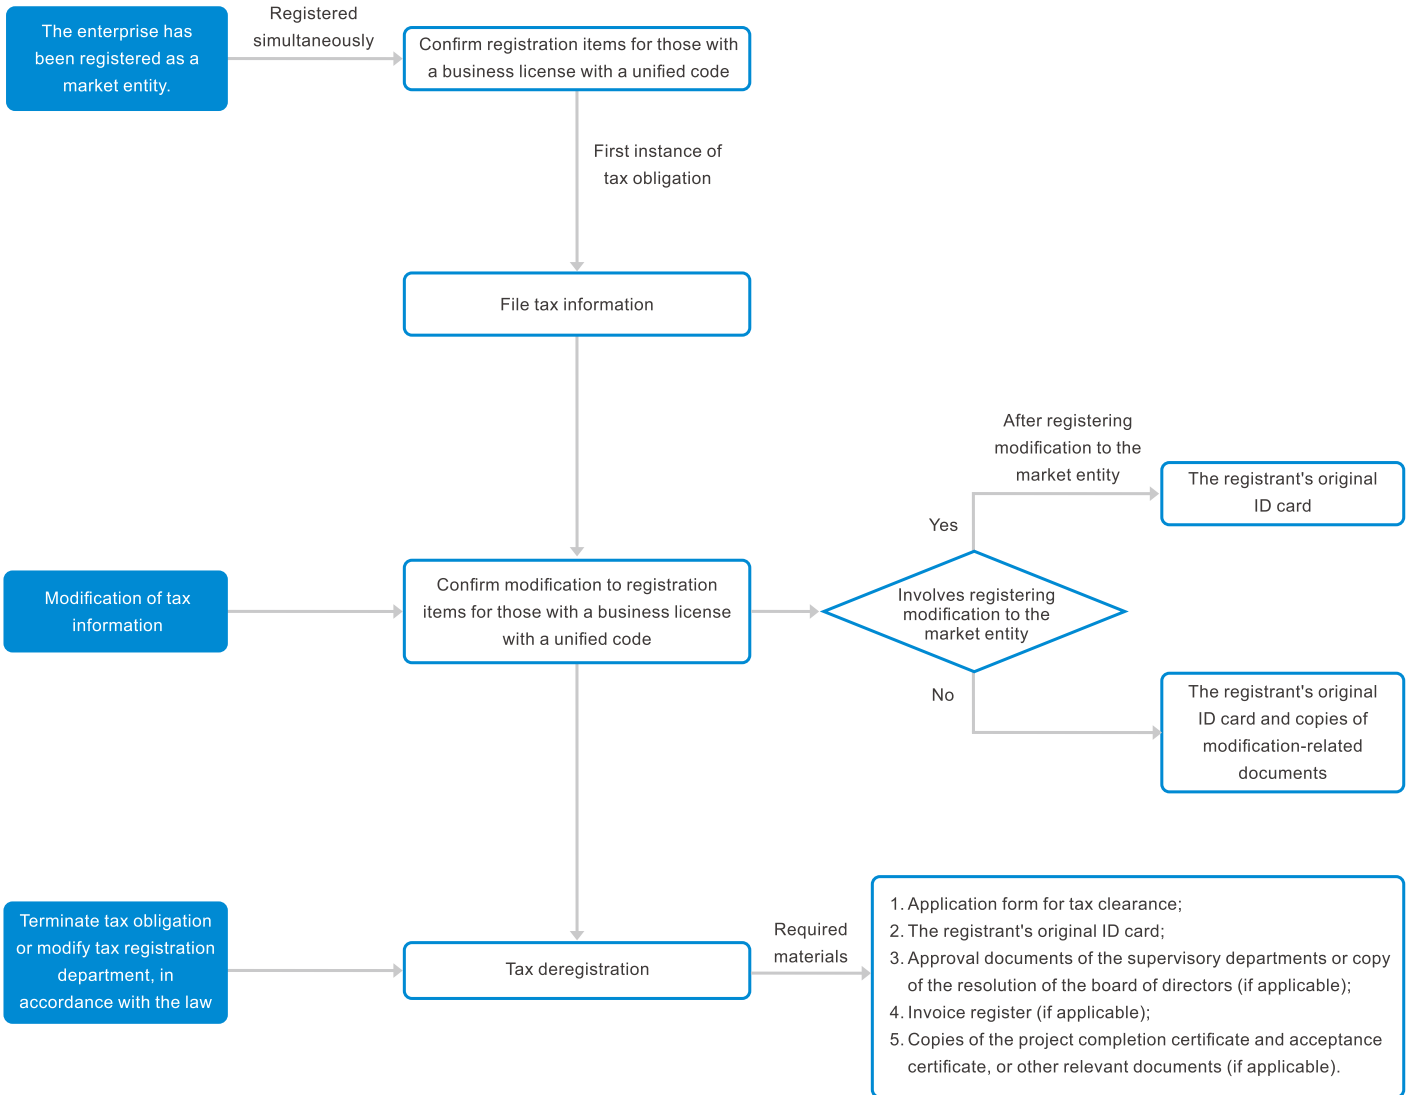 The enterprise has
been registered as a
market entity.
Registered
simultaneously
Confirm registration items for those with
a business license with a unified code
First instance of
tax obligation
File tax information
After registering
modification to the
market entity
The registrant's original
ID card
Yes
Modification of tax
information
Confirm modification to registration
items for those with a business license
with a unified code
Involves registering
modification to the
market entity
No
The registrant's original
ID card and copies of
modification-related
documents
Terminate tax obligation
or modify tax registration
department, in
accordance with the law
Tax deregistration
Required
materials
1. Application form for tax clearance;
2. The registrant's original ID card;
3. Approval documents of the supervisory departments or copy
of the resolution of the board of directors (if applicable);
4. Invoice register (if applicable);
5. Copies of the project completion certificate and acceptance
certificate, or other relevant documents (if applicable).